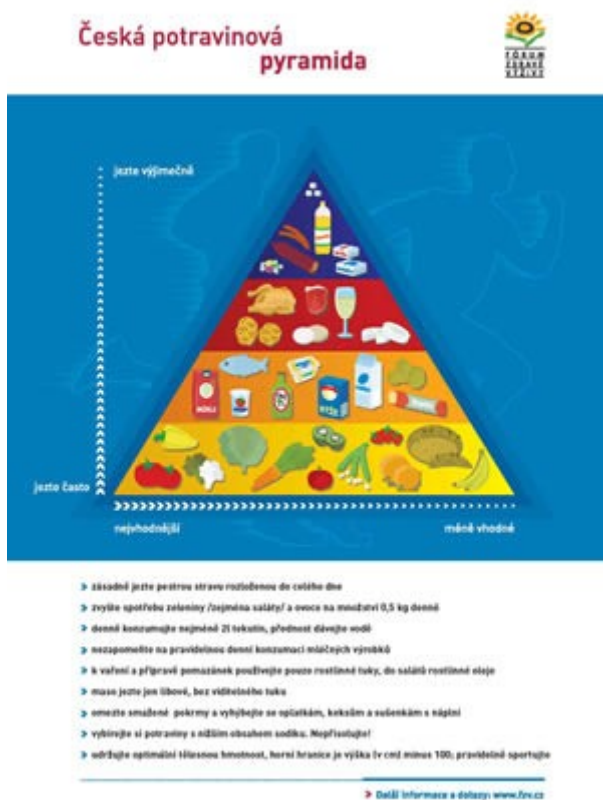 Česká potravinová
pyramida
FÓRUM
ZDRAVÉ
VÝŽIVY
jezte výjimečně
jezte často
nejvhodnější
méně vhodné
zásadně jezte pestrou stravu rozloženou do celého dne
zvyšte spotřebu zeleniny /zejména saláty/ a ovoce na množství 0,5 kg denně
denně konzumujte nejméně 2l tekutin, přednost dávejte vodě
nezapomeňte na pravidelnou denní konzumaci mléčných výrobků
k vaření a přípravě pomazánek používejte pouze rostlinné tuky, do salátů rostlinné oleje
maso jezte jen libové, bez viditelného tuku
omezte smažené pokrmy a vyhýbejte se oplatkám, keksům a sušenkám s náplní
vybírejte si potraviny s nižším obsahem sodíku. Nepřisolujte!
udržujte optimální tělesnou hmotnost, horní hranice je výška (v cm) minus 100; pravidelně sportujte
Další informace a dotazy: www.fzv.cz